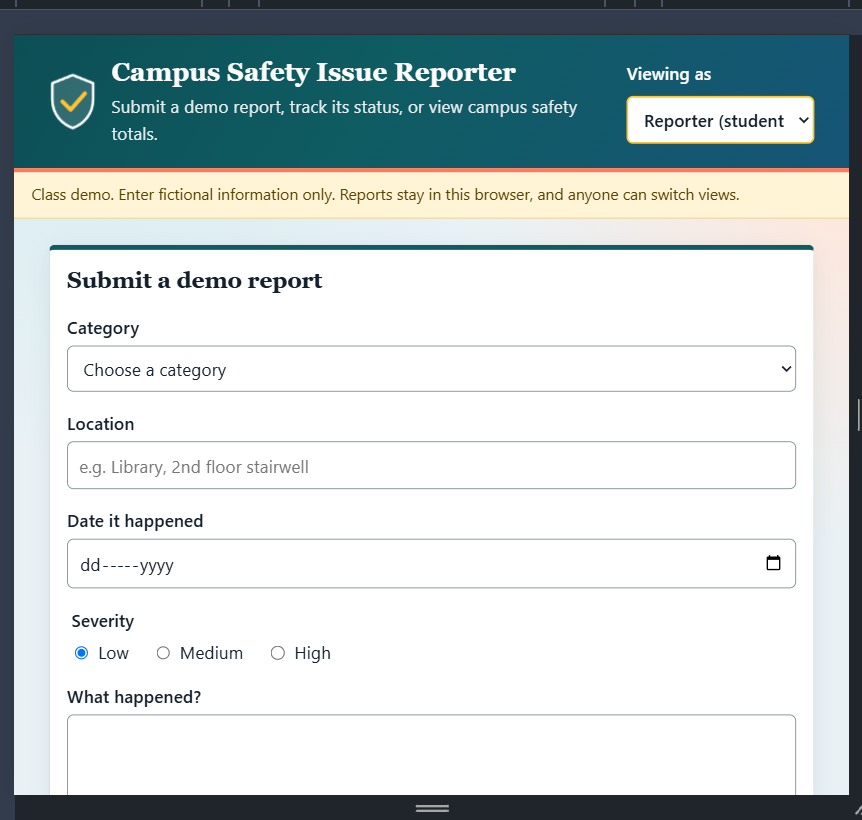 Campus Safety Issue Reporter
Submit a demo report, track its status, or view campus safety
totals.
Viewing as
Reporter (student
Class demo. Enter fictional information only. Reports stay in this browser, and anyone can switch views.
Submit a demo report
Category
Choose a category
Location
e.g. Library, 2nd floor stairwell
Date it happened
dd-----yyyy
Severity
Low Medium High
What happened?